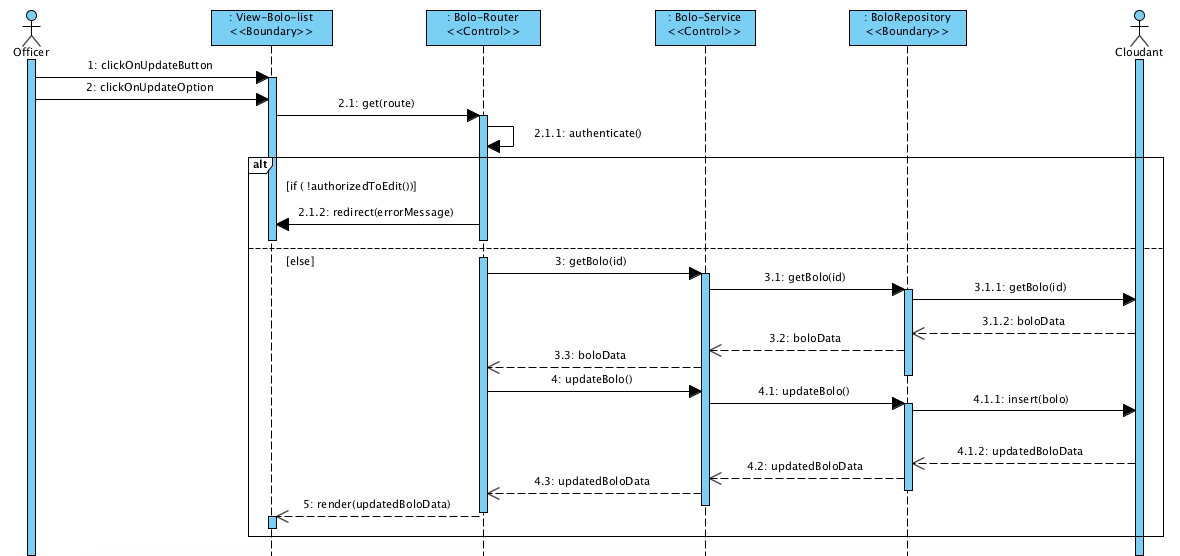 : View-Bolo-list
<<Boundary>>
: Bolo-Router
<<Control>>
: Bolo-Service
<<Control>>
: BoloRepository
<<Boundary>>
Officer
Cloudant
1: clickOnUpdateButton
2: clickOnUpdateOption
2.1: get(route)
2.1.1: authenticate()
alt
[if ( !authorizedToEdit())]
2.1.2: redirect(errorMessage)
[else]
3: getBolo(id)
3.1: getBolo(id)
3.1.1: getBolo(id)
3.1.2: boloData
3.2: boloData
3.3: boloData
4: updateBolo()
4.1: updateBolo()
4.1.1: insert(bolo)
4.1.2: updatedBoloData
4.2: updatedBoloData
4.3: updatedBoloData
5: render(updatedBoloData)